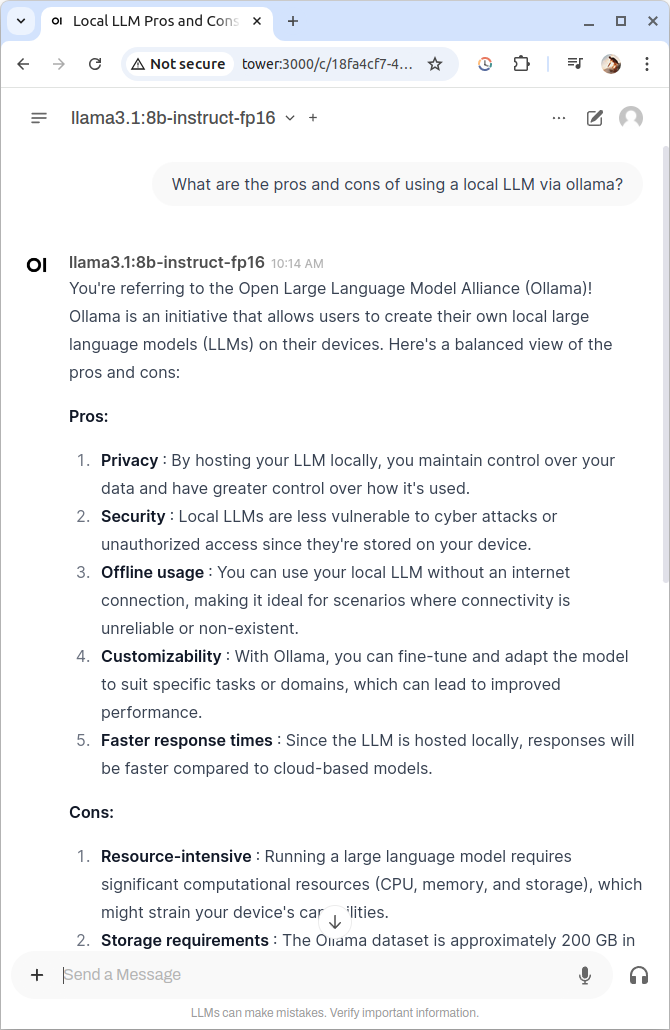 Local LLM Pros and Cons
Not secure tower:3000/c/18fa4cf7-4...
llama3.1:8b-instruct-fp16
What are the pros and cons of using a local LLM via ollama?
OI llama3.1:8b-instruct-fp16 10:14 AM
You're referring to the Open Large Language Model Alliance (Ollama)!
Ollama is an initiative that allows users to create their own local large
language models (LLMs) on their devices. Here's a balanced view of the
pros and cons:
Pros:
1. Privacy : By hosting your LLM locally, you maintain control over your
data and have greater control over how it's used.
2. Security : Local LLMs are less vulnerable to cyber attacks or
unauthorized access since they're stored on your device.
3. Offline usage : You can use your local LLM without an internet
connection, making it ideal for scenarios where connectivity is
unreliable or non-existent.
4. Customizability : With Ollama, you can fine-tune and adapt the model
to suit specific tasks or domains, which can lead to improved
performance.
5. Faster response times : Since the LLM is hosted locally, responses will
be faster compared to cloud-based models.
Cons:
1. Resource-intensive : Running a large language model requires
significant computational resources (CPU, memory, and storage), which
might strain your device's capabilities.
2. Storage requirements : The Ollama dataset is approximately 200 GB in
Send a Message
LLMs can make mistakes. Verify important information.